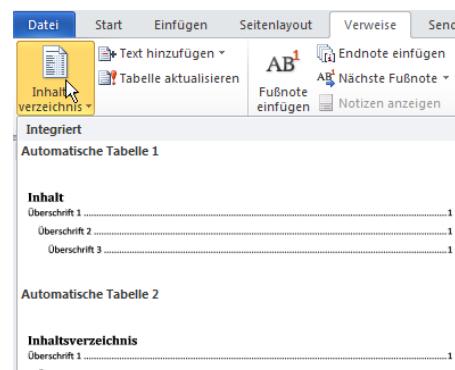 Datei Start Einfügen Seitenlayout Verweise Send
Text hinzufügen
Tabelle aktualisieren
Inhalts
verzeichnis
AB1
Fußnote
einfügen
Endnote einfügen
AB1 Nächste Fußnote
Notizen anzeigen
Integriert
Automatische Tabelle 1
Inhalt
Überschrift 1 ........ 1
Überschrift 2 ........ 1
Überschrift 3 ........ 1
Automatische Tabelle 2
Inhaltsverzeichnis
Überschrift 1 ........ 1